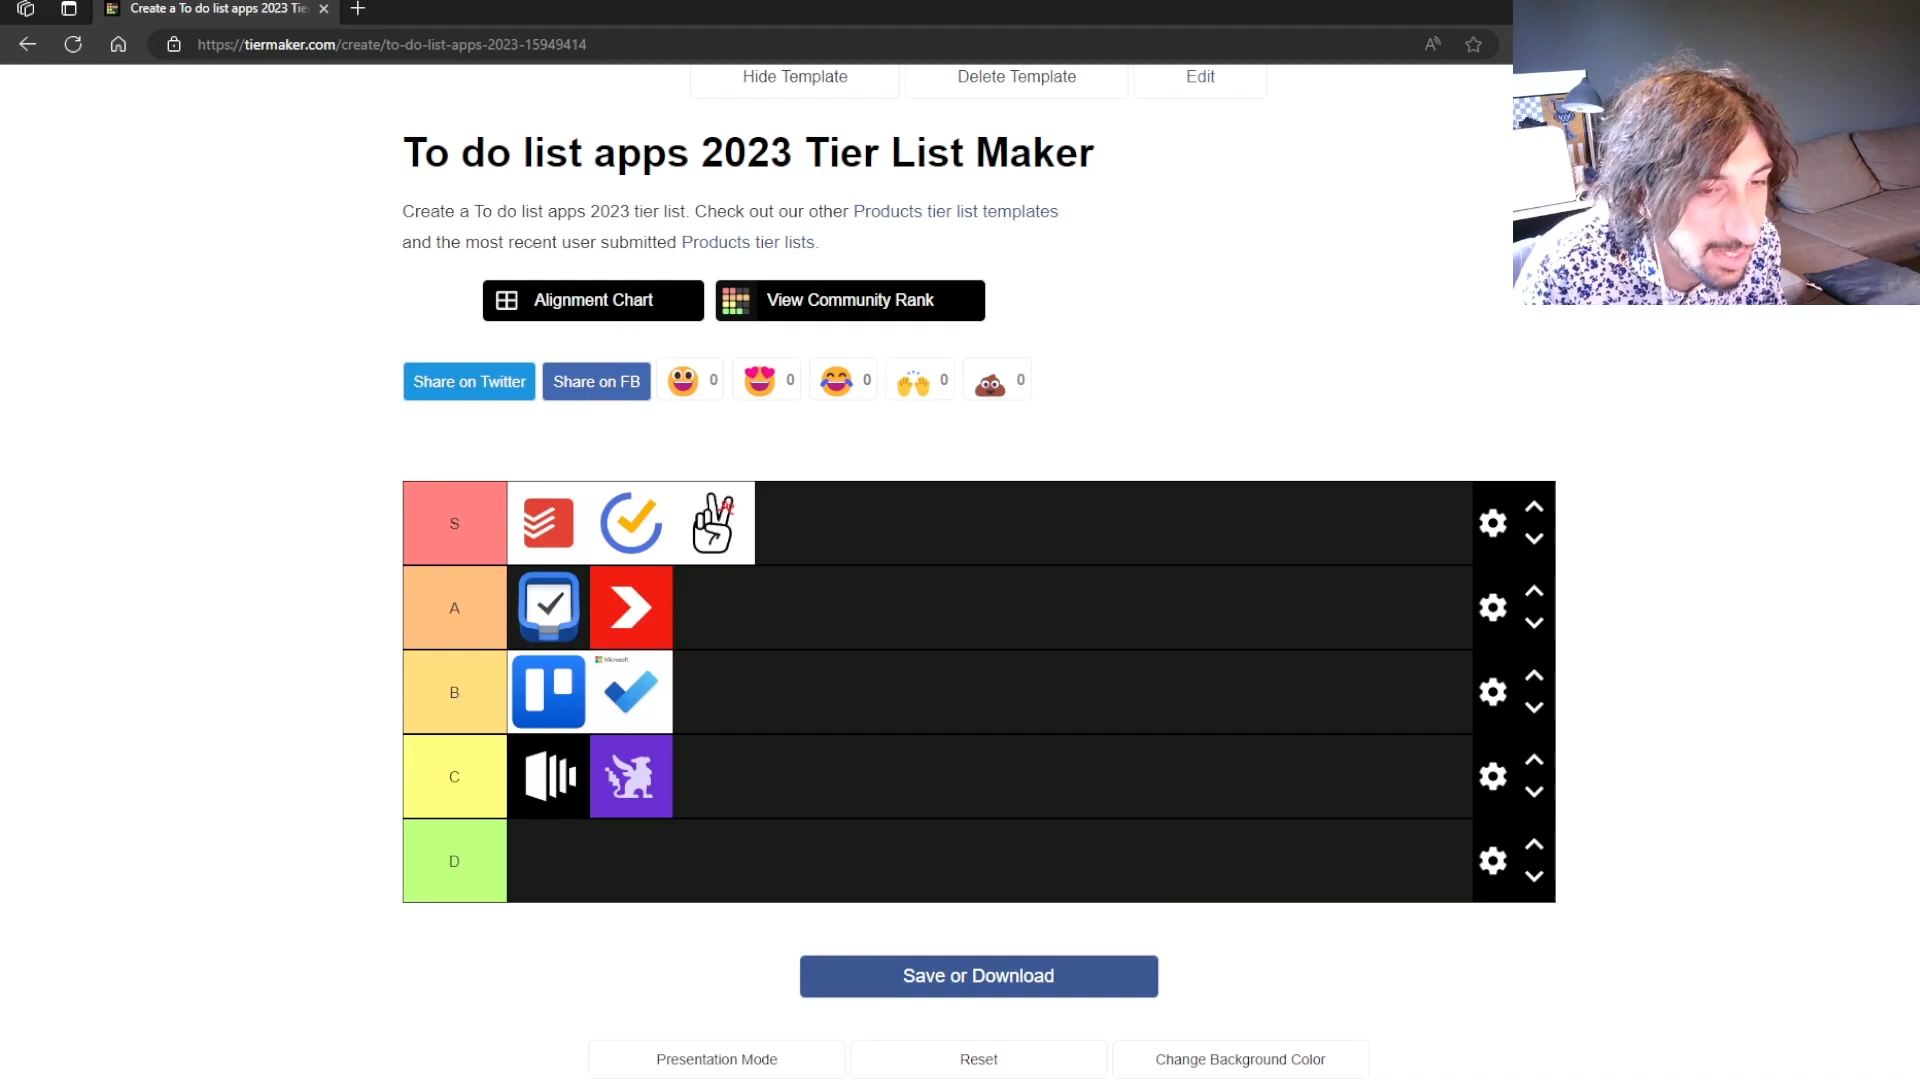 Create a To do list apps 2023 Tie
https://tiermaker.com/create/to-do-list-apps-2023-15949414
Hide Template
Delete Template
Edit
To do list apps 2023 Tier List Maker
Create a To do list apps 2023 tier list. Check out our other Products tier list templates
and the most recent user submitted Products tier lists.
Alignment Chart
View Community Rank
Share on Twitter
Share on FB
0
0
0
0
0
S
A
B
Microsoft
C
D
Save or Download
Presentation Mode
Reset
Change Background Color